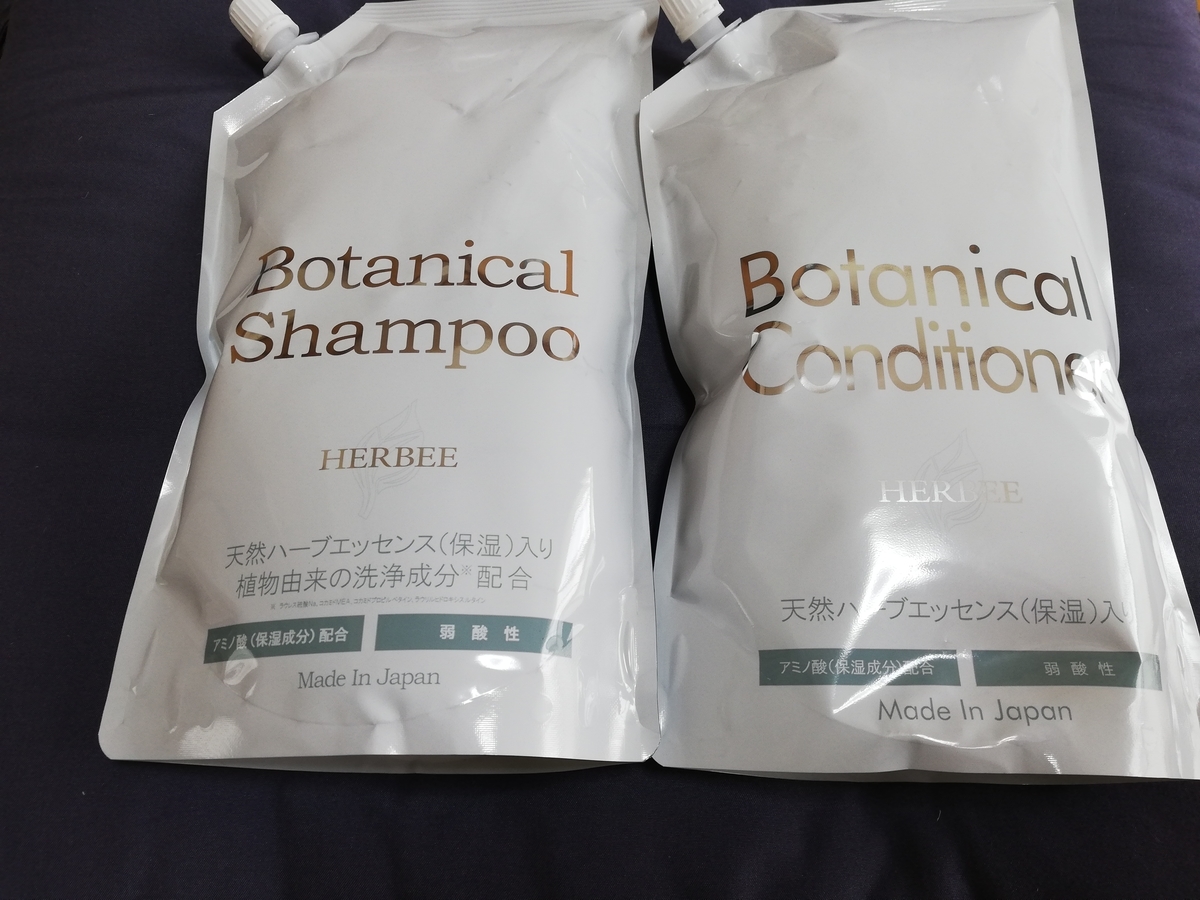 Botanical
Shampoo
HERBEE
天然ハーブエッセンス(保湿)入り
植物由来の洗浄成分※配合
アミノ酸(保湿成分)配合
弱酸性
Made In Japan
Botanical
Conditione
HERBEE
天然ハーブエッセンス(保湿)入り
アミノ酸(保湿成分)配合
弱酸性
Made In Japan